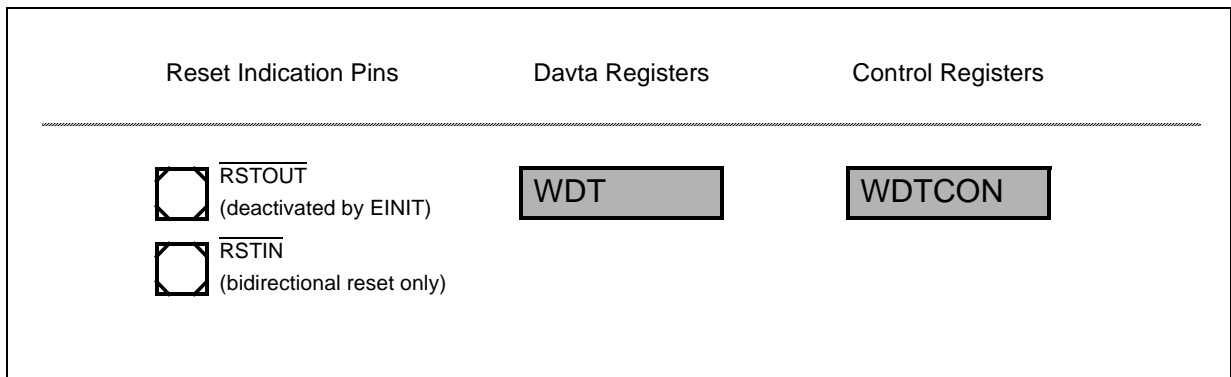 Reset Indication Pins Davta Registers Control Registers
RSTOUT
(deactivated by EINIT)
WDT
WDTCON
RSTIN
(bidirectional reset only)